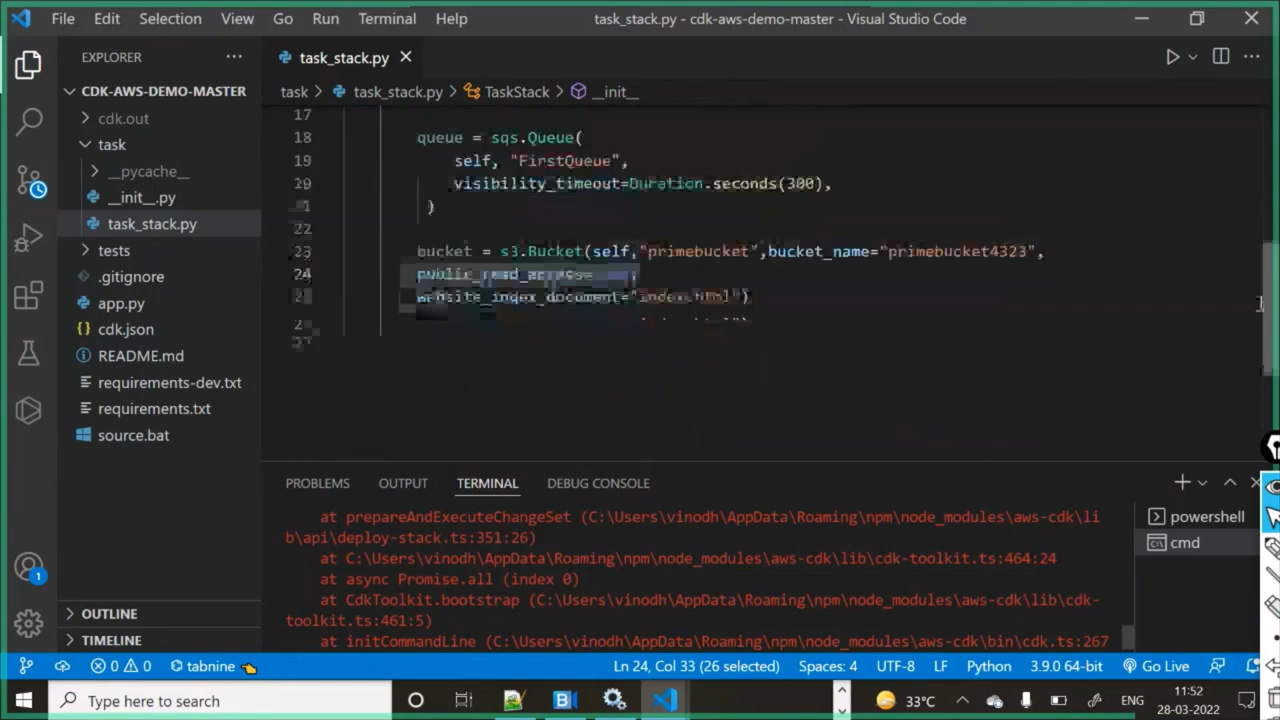 File Edit Selection View Go Run Terminal Help task_stack.py - cdk-aws-demo-master - Visual Studio Code
EXPLORER
task_stack.py
CDK-AWS-DEMO-MASTER
task > task_stack.py > TaskStack > __init__
cdk.out
task
__pycache__
__init__.py
task_stack.py
tests
.gitignore
app.py
cdk.json
README.md
requirements-dev.txt
requirements.txt
source.bat
17
18 queue = sqs.Queue(
19 self, "FirstQueue",
visibility_timeout=Duration.seconds(300),
)
22
23 bucket = s3.Bucket(self,"primebucket",bucket_name="primebucket4323",
24
website_index_document="index.html")
PROBLEMS OUTPUT TERMINAL DEBUG CONSOLE
at prepareAndExecuteChangeSet (C:\Users\vinodh\AppData\Roaming\npm\node_modules\aws-cdk\li
b\api\deploy-stack.ts:351:26)
at C:\Users\vinodh\AppData\Roaming\npm\node_modules\aws-cdk\lib\cdk-toolkit.ts:464:24
at async Promise.all (index 0)
at CdkToolkit.bootstrap (C:\Users\vinodh\AppData\Roaming\npm\node_modules\aws-cdk\lib\cdk-
toolkit.ts:461:5)
at initCommandLine (C:\Users\vinodh\AppData\Roaming\npm\node_modules\aws-cdk\bin\cdk.ts:267
powershell
cmd
OUTLINE
TIMELINE
1
0 0 tabnine Ln 24, Col 33 (26 selected) Spaces: 4 UTF-8 LF Python 3.9.0 64-bit Go Live
Type here to search 33°C ENG 11:52
28-03-2022